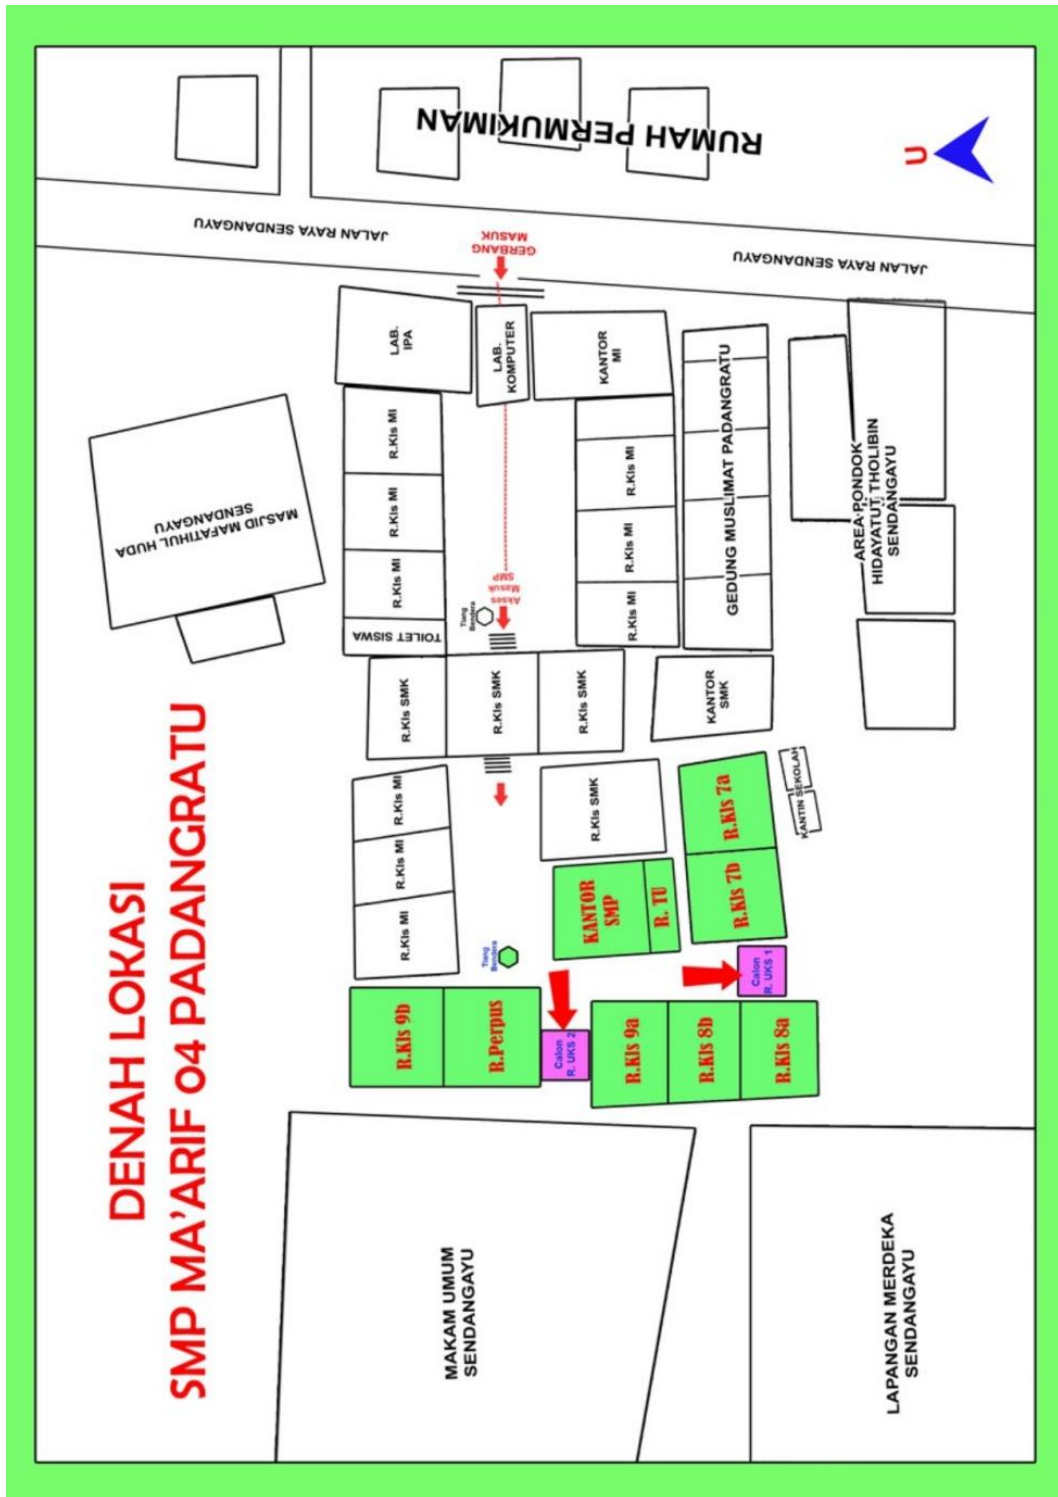 DENAH LOKASI
SMP MA'ARIF 04 PADANGRATU
RUMAH PERMUKIMAN
U
JALAN RAYA SENDANGAYU
JALAN RAYA SENDANGAYU
GERBANG
MASUK
LAB.
IPA
LAB.
KOMPUTER
KANTOR
MI
GEDUNG MUSLIMAT PADANGRATU
AREA PONDOK
HIDAYATUT THOLIBIN
SENDANGAYU
MASJID MAFATIHUL HUDA
SENDANGAYU
R.Kls MI
R.Kls MI
R.Kls MI
TOILET SISWA
R.Kls MI
R.Kls MI
R.Kls MI
Akses
Masuk
SMP
Tiang
Bendera
R.Kls SMK
R.Kls SMK
R.Kls SMK
KANTOR
SMK
R.Kls MI
R.Kls MI
R.Kls MI
R.Kls SMK
R.Kls 7a
R.Kls 7b
KANTIN SEKOLAH
KANTOR
SMP
R. TU
Tiang
Bendera
Calon
R. UKS 1
R.Kls 9b
R.Perpus
Calon
R. UKS 2
R.Kls 9a
R.Kls 8b
R.Kls 8a
MAKAM UMUM
SENDANGAYU
LAPANGAN MERDEKA
SENDANGAYU